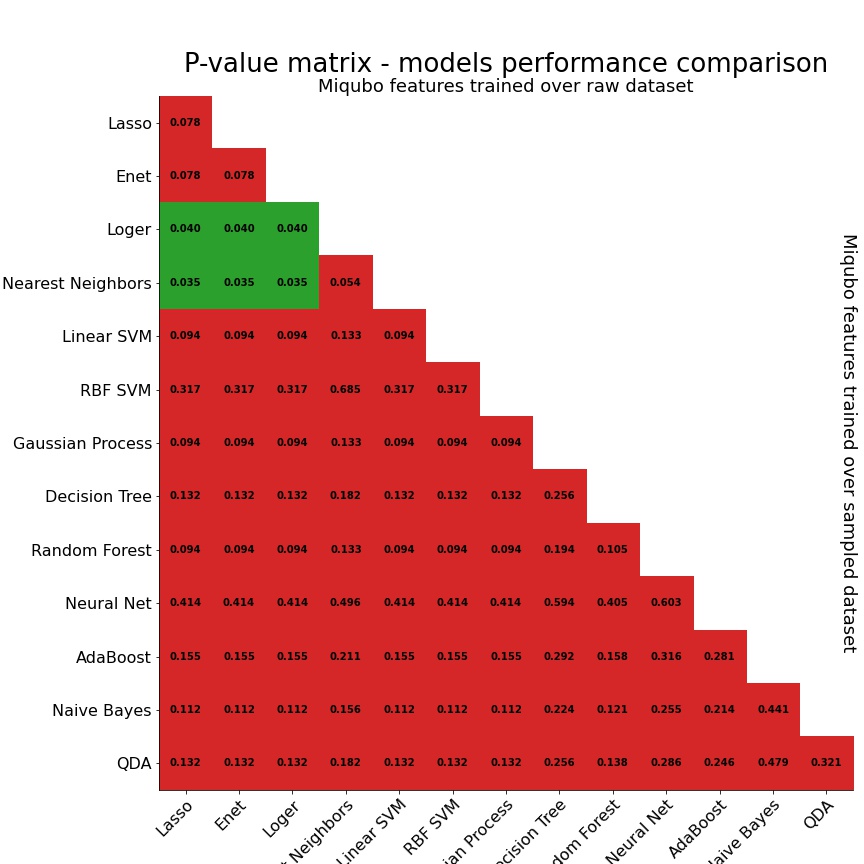 P-value matrix - models performance comparison
Miqubo features trained over raw dataset
Lasso 0.078
Enet 0.078 0.078
Loger 0.040 0.040 0.040
Nearest Neighbors 0.035 0.035 0.035 0.054
Linear SVM 0.094 0.094 0.094 0.133 0.094
RBF SVM 0.317 0.317 0.317 0.685 0.317 0.317
Gaussian Process 0.094 0.094 0.094 0.133 0.094 0.094 0.094
Decision Tree 0.132 0.132 0.132 0.182 0.132 0.132 0.132 0.256
Random Forest 0.094 0.094 0.094 0.133 0.094 0.094 0.094 0.194 0.105
Neural Net 0.414 0.414 0.414 0.496 0.414 0.414 0.414 0.594 0.405 0.603
AdaBoost 0.155 0.155 0.155 0.211 0.155 0.155 0.155 0.292 0.158 0.316 0.281
Naive Bayes 0.112 0.112 0.112 0.156 0.112 0.112 0.112 0.224 0.121 0.255 0.214 0.441
QDA 0.132 0.132 0.132 0.182 0.132 0.132 0.132 0.256 0.138 0.286 0.246 0.479 0.321
Lasso
Enet
Loger
t Neighbors
Linear SVM
RBF SVM
ian Process
ecision Tree
dom Forest
Neural Net
AdaBoost
aive Bayes
QDA
Miqubo features trained over sampled dataset